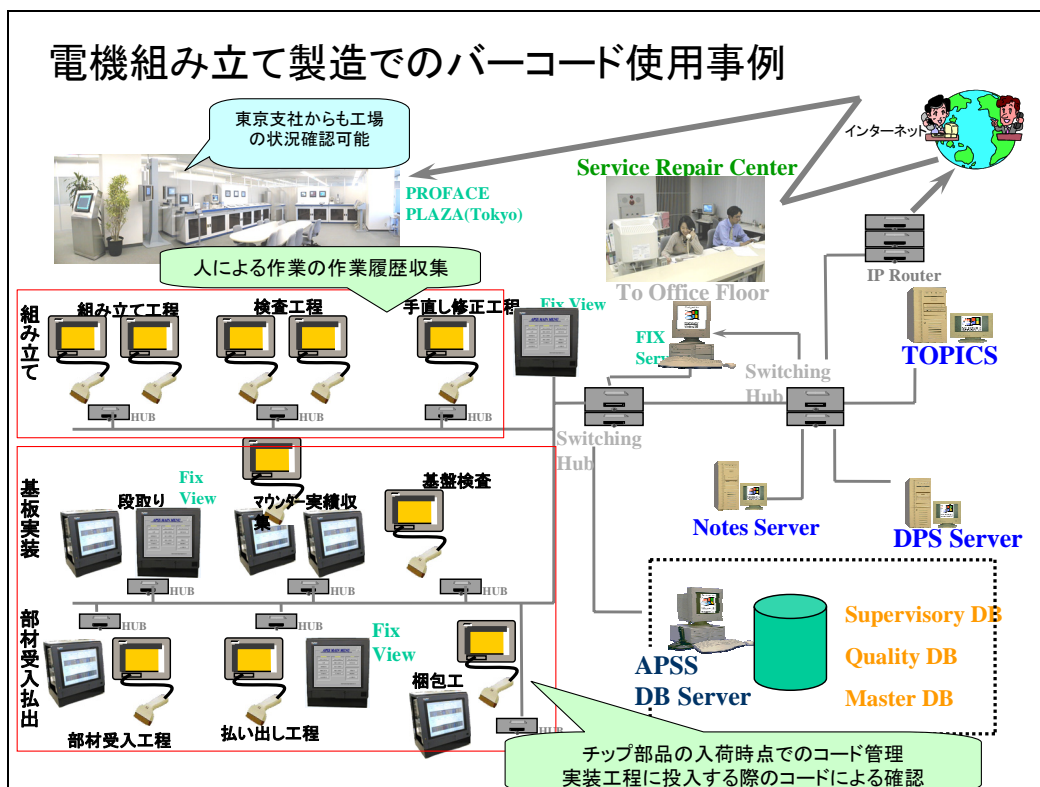 電機組み立て製造でのバーコード使用事例
東京支社からも工場
の状況確認可能
インターネット
Service Repair Center
PROFACE
PLAZA(Tokyo)
人による作業の作業履歴収集
IP Router
To Office Floor
組み立て
組み立て工程
検査工程
手直し修正工程
Fix View
FIX
Serv
Switching
Hub
TOPICS
HUB
HUB
HUB
Switching
Hub
基板実装
段取り
Fix
View
マウンター実績収
集
基盤検査
Notes Server
DPS Server
HUB
HUB
HUB
部材受入払出
HUB
HUB
Fix
View
梱包工
HUB
部材受入工程
払い出し工程
APSS
DB Server
Supervisory DB
Quality DB
Master DB
チップ部品の入荷時点でのコード管理
実装工程に投入する際のコードによる確認